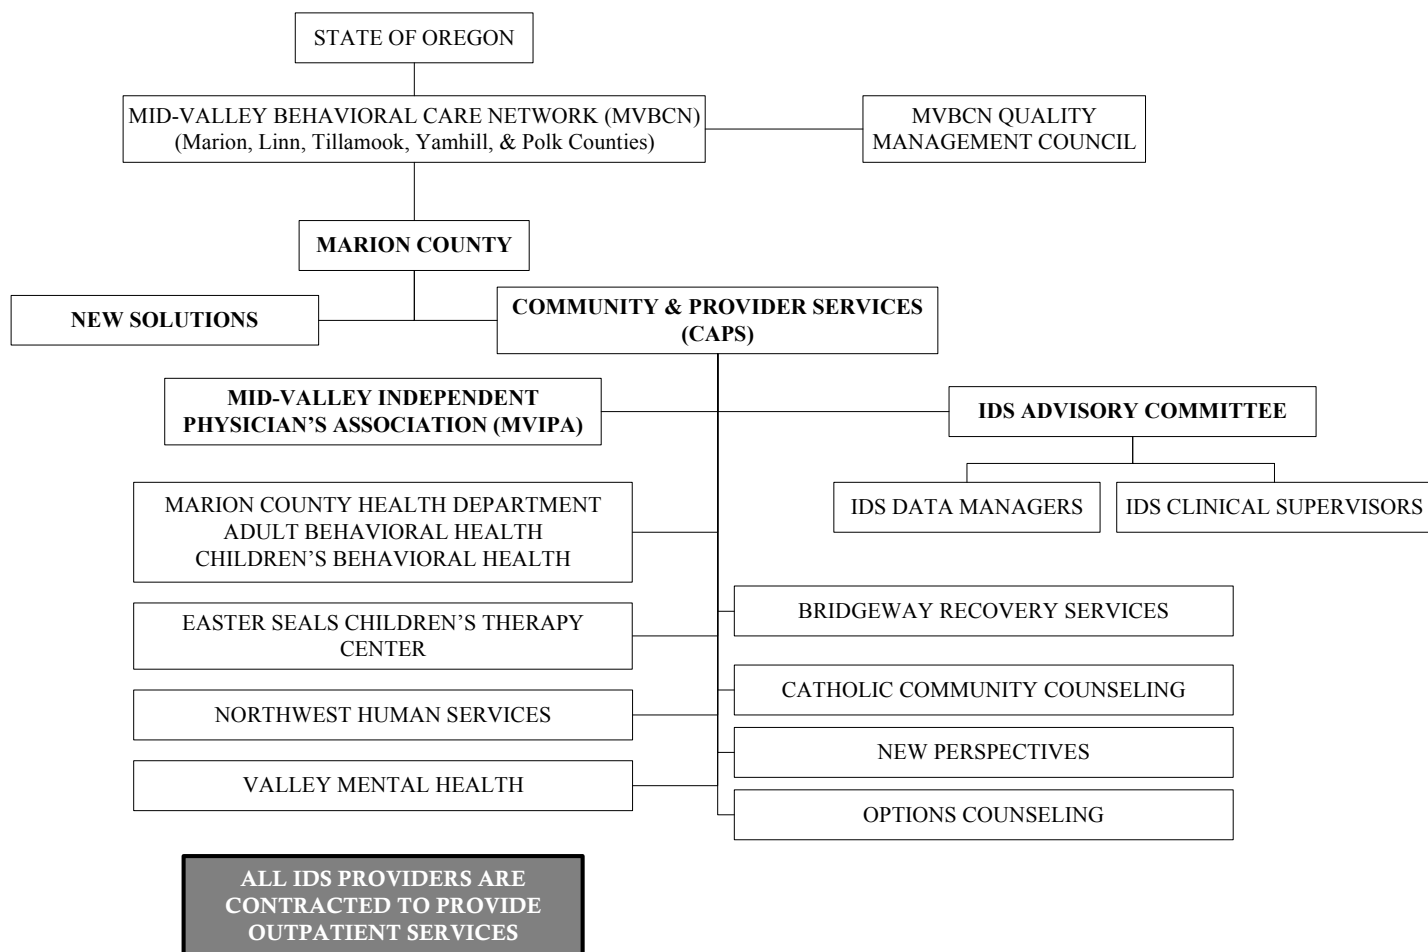 STATE OF OREGON
MID-VALLEY BEHAVIORAL CARE NETWORK (MVBCN)
(Marion, Linn, Tillamook, Yamhill, & Polk Counties)
MVBCN QUALITY
MANAGEMENT COUNCIL
MARION COUNTY
NEW SOLUTIONS
COMMUNITY & PROVIDER SERVICES
(CAPS)
MID-VALLEY INDEPENDENT
PHYSICIAN’S ASSOCIATION (MVIPA)
IDS ADVISORY COMMITTEE
IDS DATA MANAGERS
IDS CLINICAL SUPERVISORS
MARION COUNTY HEALTH DEPARTMENT
ADULT BEHAVIORAL HEALTH
CHILDREN’S BEHAVIORAL HEALTH
EASTER SEALS CHILDREN’S THERAPY
CENTER
NORTHWEST HUMAN SERVICES
VALLEY MENTAL HEALTH
BRIDGEWAY RECOVERY SERVICES
CATHOLIC COMMUNITY COUNSELING
NEW PERSPECTIVES
OPTIONS COUNSELING
ALL IDS PROVIDERS ARE
CONTRACTED TO PROVIDE
OUTPATIENT SERVICES